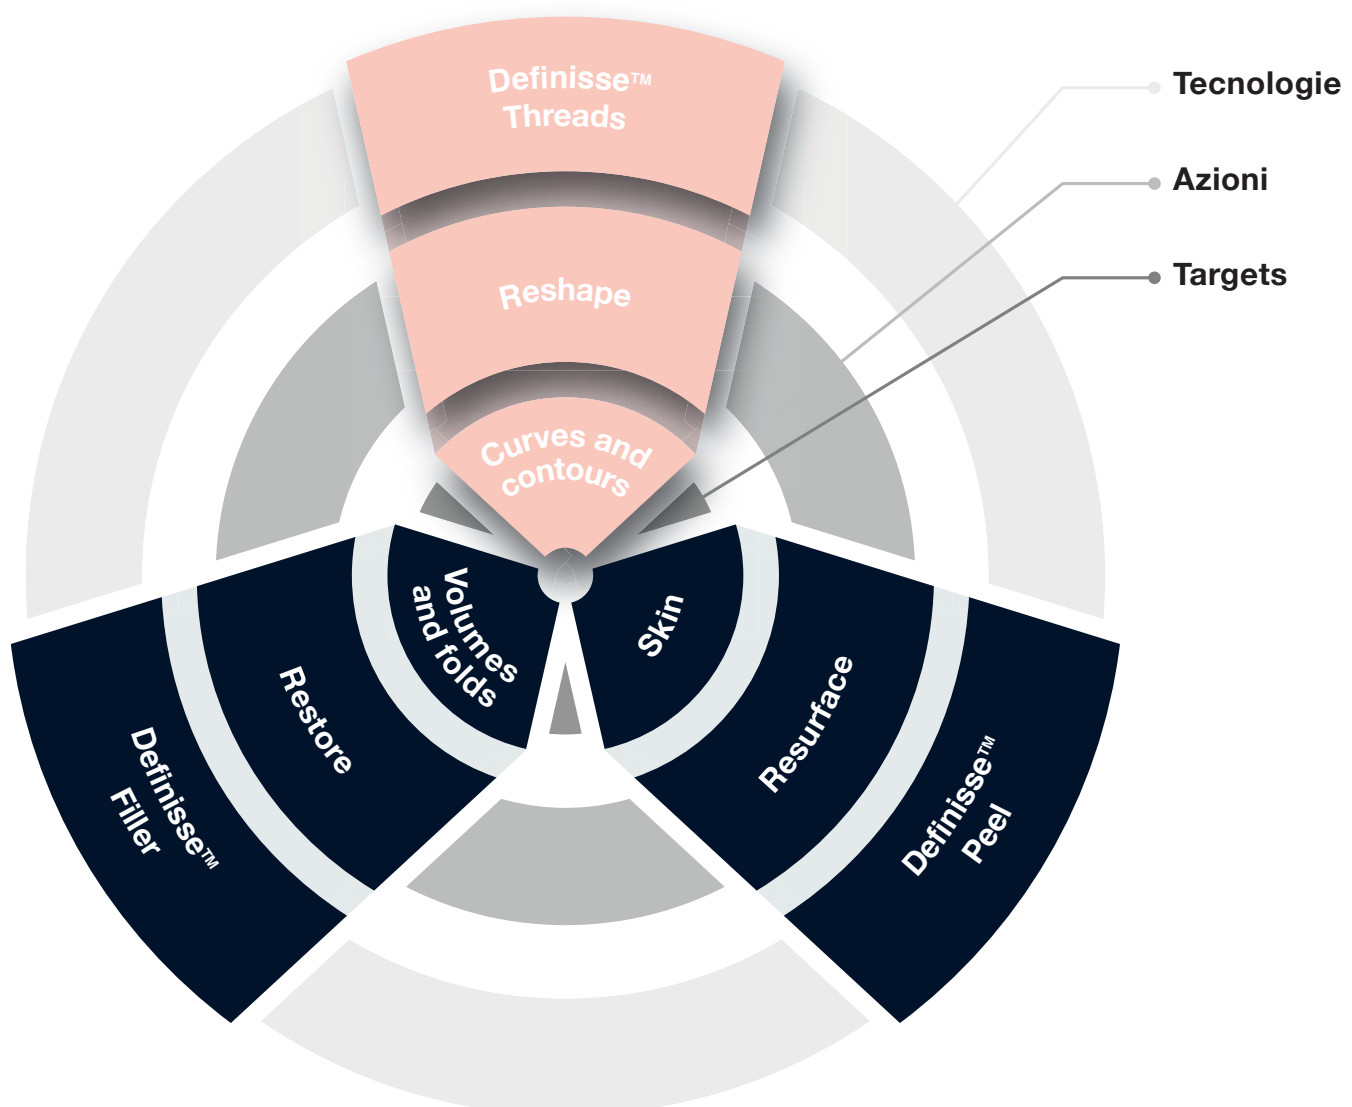 Definisse™
Threads
Reshape
Curves and
contours
Tecnologie
Azioni
Targets
Volumes
and folds
Restore
Definisse™
Filler
Skin
Resurface
Definisse™
Peel